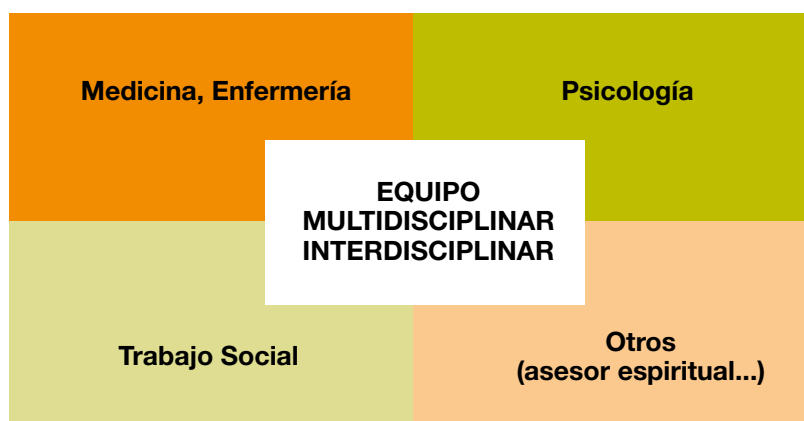 Medicina, Enfermería
Psicología
EQUIPO
MULTIDISCIPLINAR
INTERDISCIPLINAR
Trabajo Social
Otros
(asesor espiritual...)